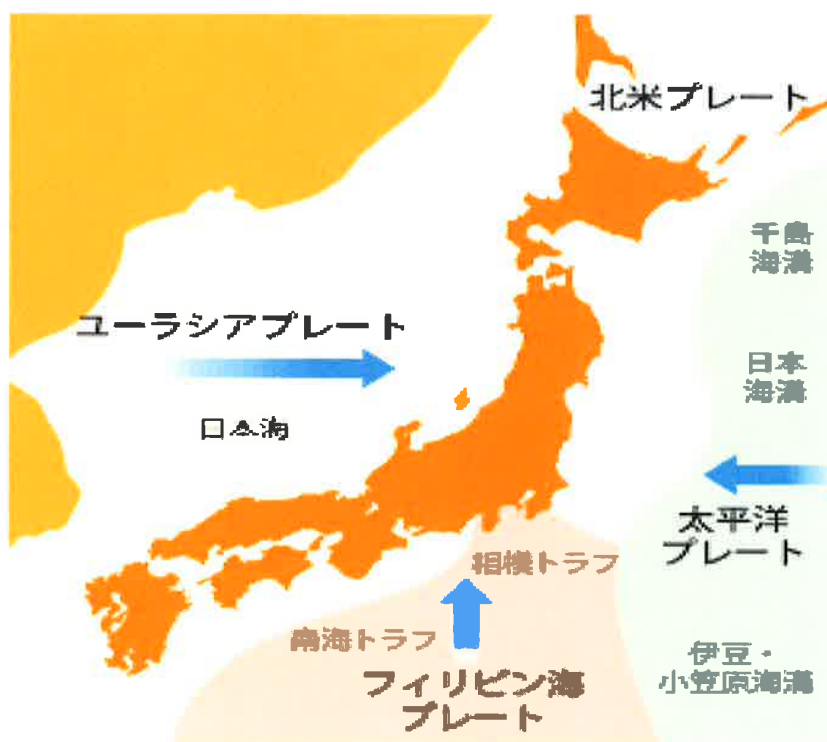 北米プレート
千島
海溝
ユーラシアプレート
日本海
日本
海溝
太平洋
プレート
相模トラフ
南海トラフ
フィリピン海
プレート
伊豆・
小笠原海溝